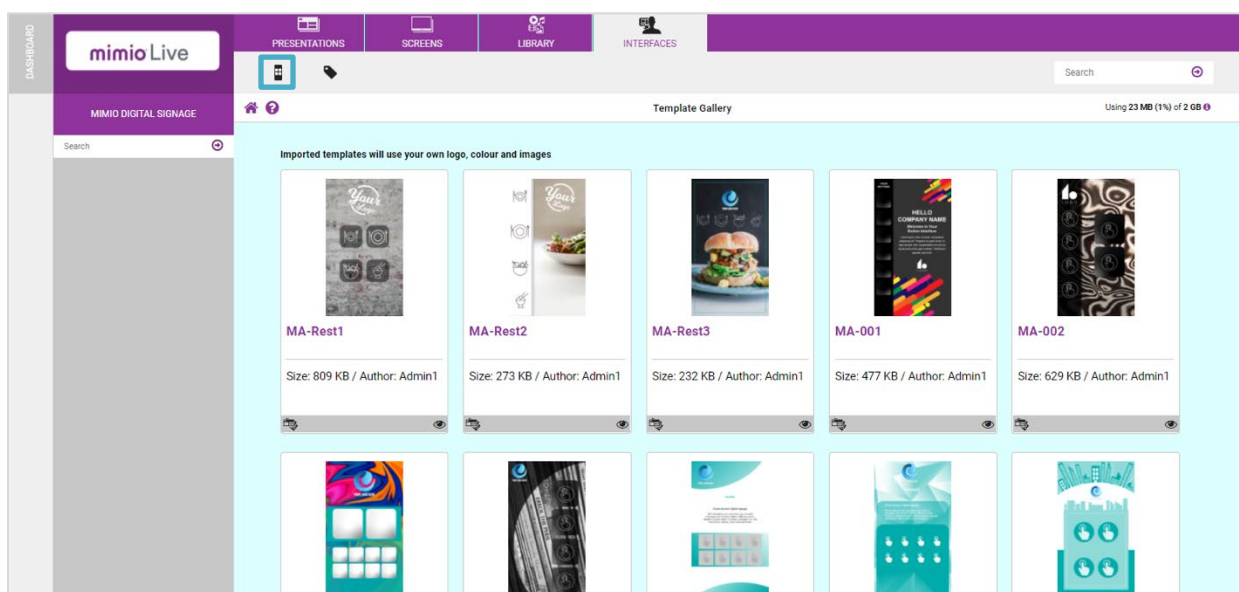 DASHBOARD
mimio Live
PRESENTATIONS
SCREENS
LIBRARY
INTERFACES
Search
MIMIO DIGITAL SIGNAGE
Template Gallery
Using 23 MB (1%) of 2 GB
Search
Imported templates will use your own logo, colour and images
Your
Logo
Your
Logo
HELLO
COMPANY NAME
Welcome to Your
MA-Rest1
MA-Rest2
MA-Rest3
MA-001
MA-002
Size: 809 KB / Author: Admin1
Size: 273 KB / Author: Admin1
Size: 232 KB / Author: Admin1
Size: 477 KB / Author: Admin1
Size: 629 KB / Author: Admin1